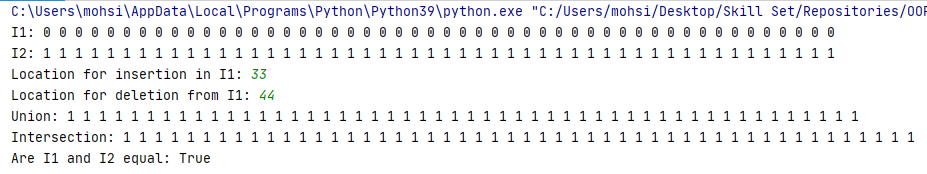 C:\Users\mohsi\AppData\Local\Programs\Python\Python39\python.exe "C:/Users/mohsi/Desktop/Skill Set/Repositories/OOP
I1: 0 0 0 0 0 0 0 0 0 0 0 0 0 0 0 0 0 0 0 0 0 0 0 0 0 0 0 0 0 0 0 0 0 0 0 0 0 0 0 0 0 0 0 0 0 0 0 0 0 0
I2: 1 1 1 1 1 1 1 1 1 1 1 1 1 1 1 1 1 1 1 1 1 1 1 1 1 1 1 1 1 1 1 1 1 1 1 1 1 1 1 1 1 1 1 1 1 1 1 1 1 1
Location for insertion in I1: 33
Location for deletion from I1: 44
Union: 1 1 1 1 1 1 1 1 1 1 1 1 1 1 1 1 1 1 1 1 1 1 1 1 1 1 1 1 1 1 1 1 1 1 1 1 1 1 1 1 1 1 1 1 1 1 1 1 1 1
Intersection: 1 1 1 1 1 1 1 1 1 1 1 1 1 1 1 1 1 1 1 1 1 1 1 1 1 1 1 1 1 1 1 1 1 1 1 1 1 1 1 1 1 1 1 1 1 1 1 1 1 1
Are I1 and I2 equal: True